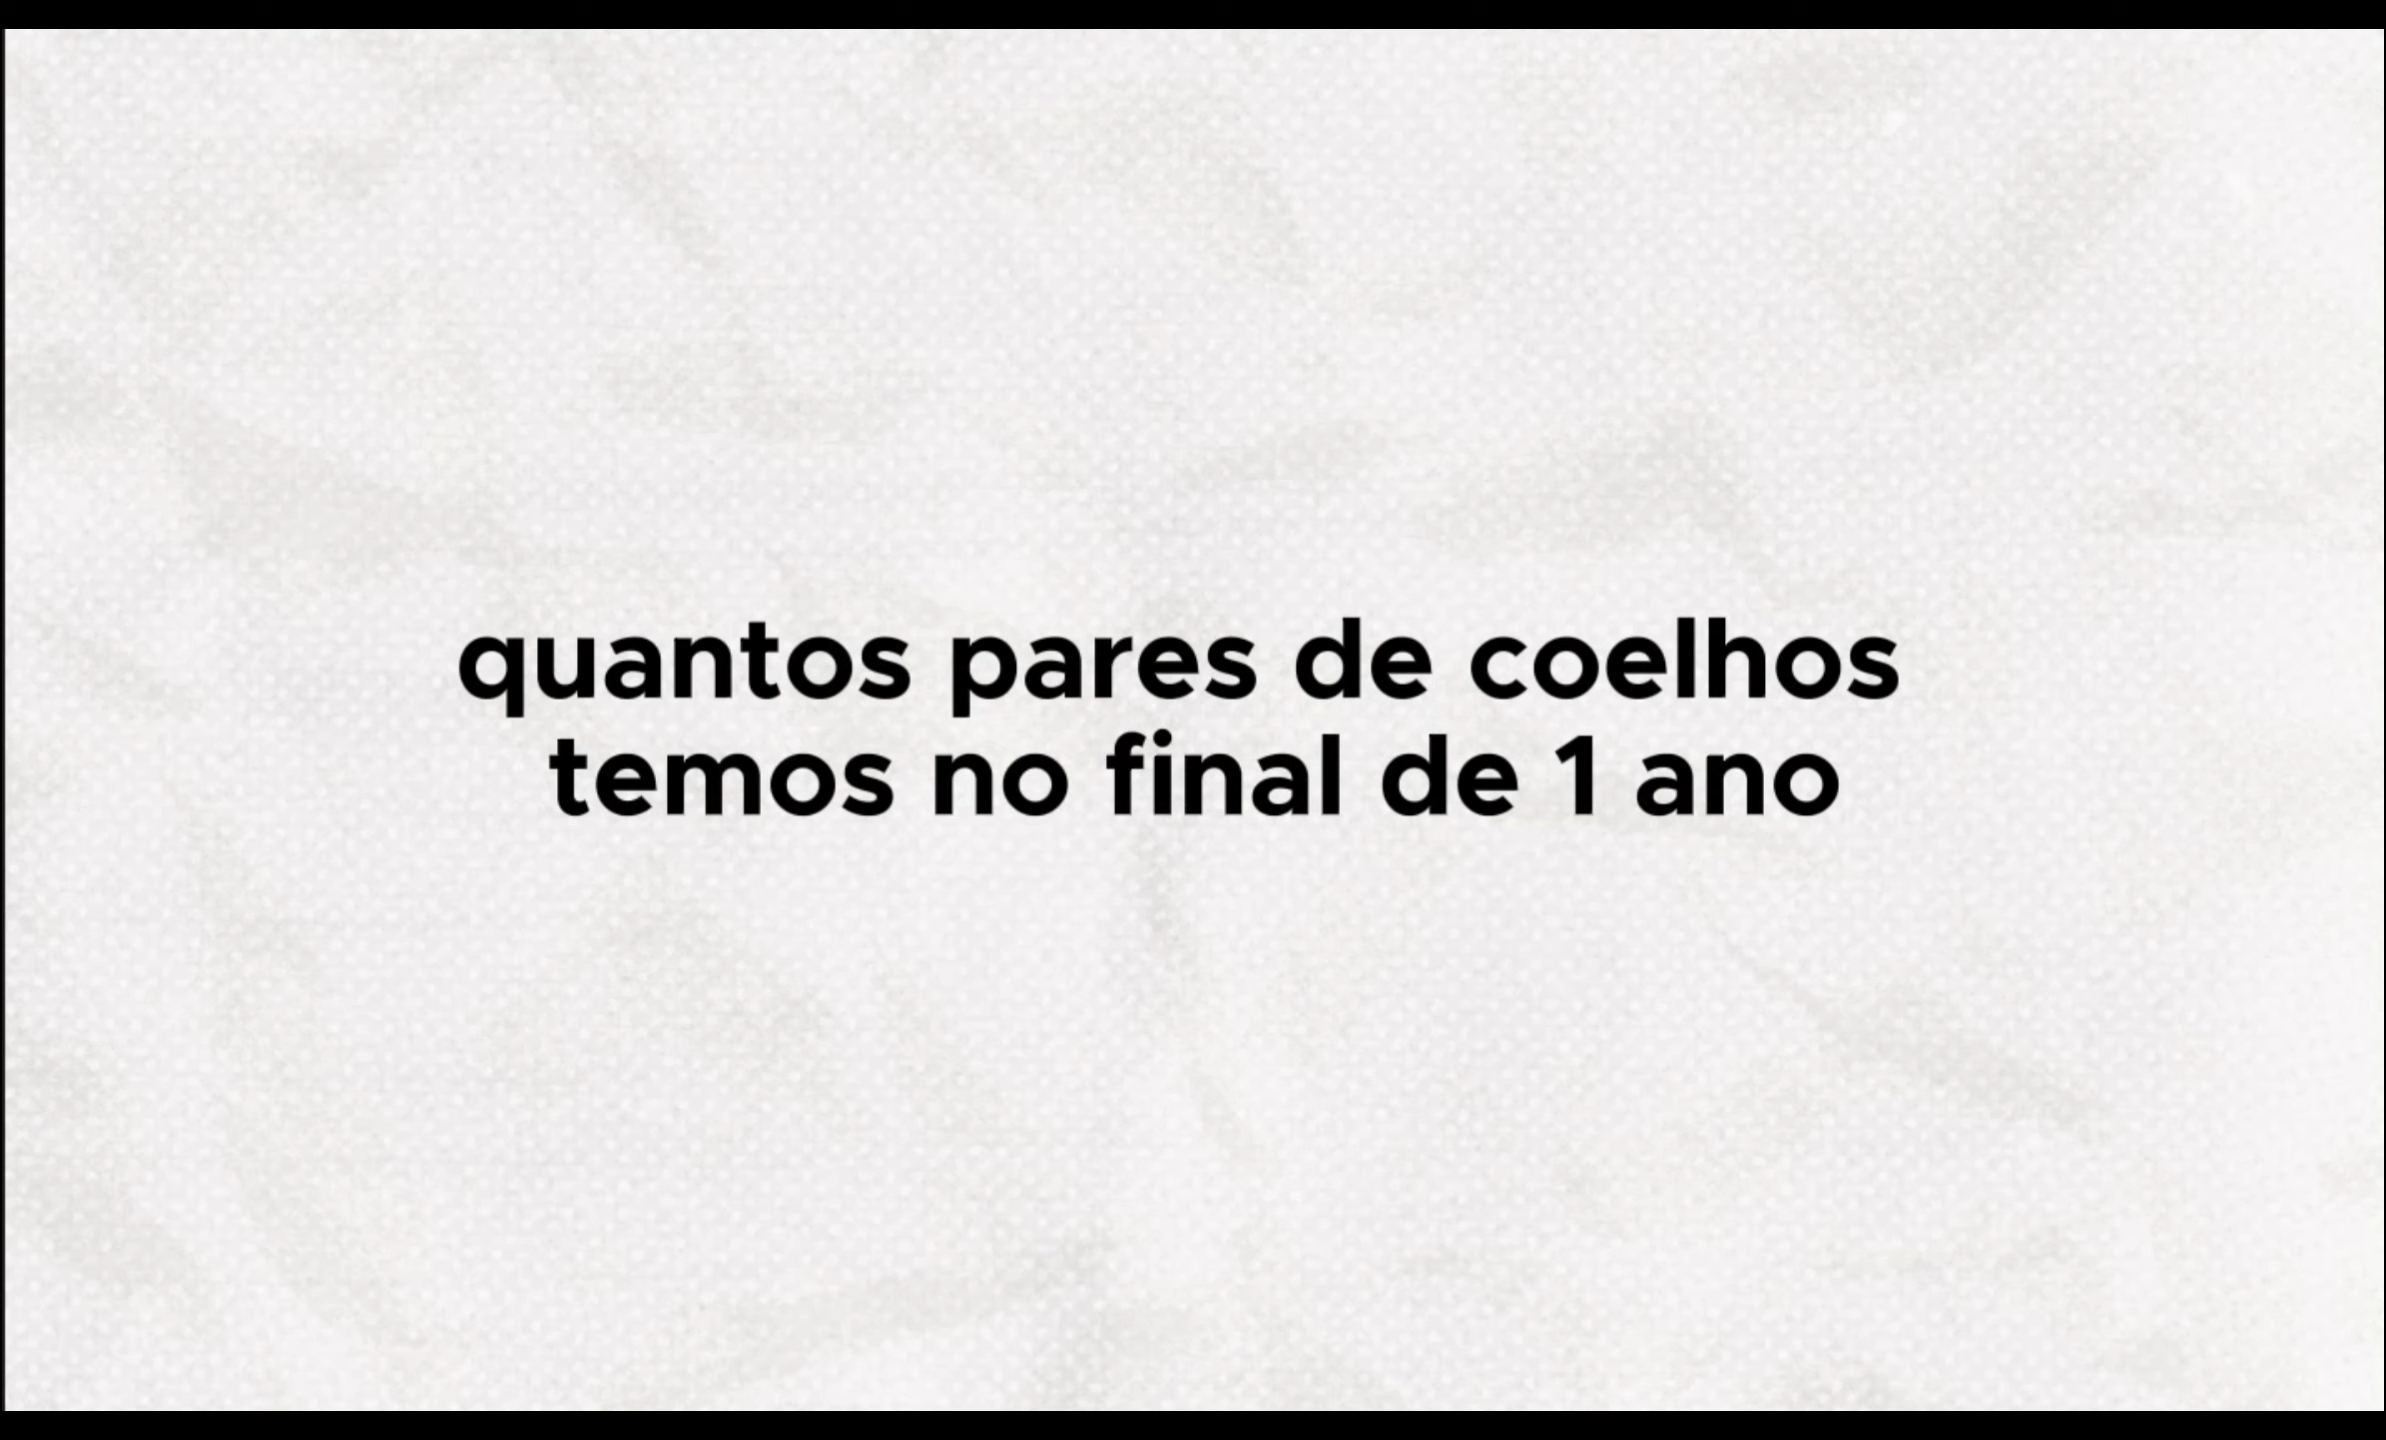 quantos pares de coelhos
temos no final de 1 ano